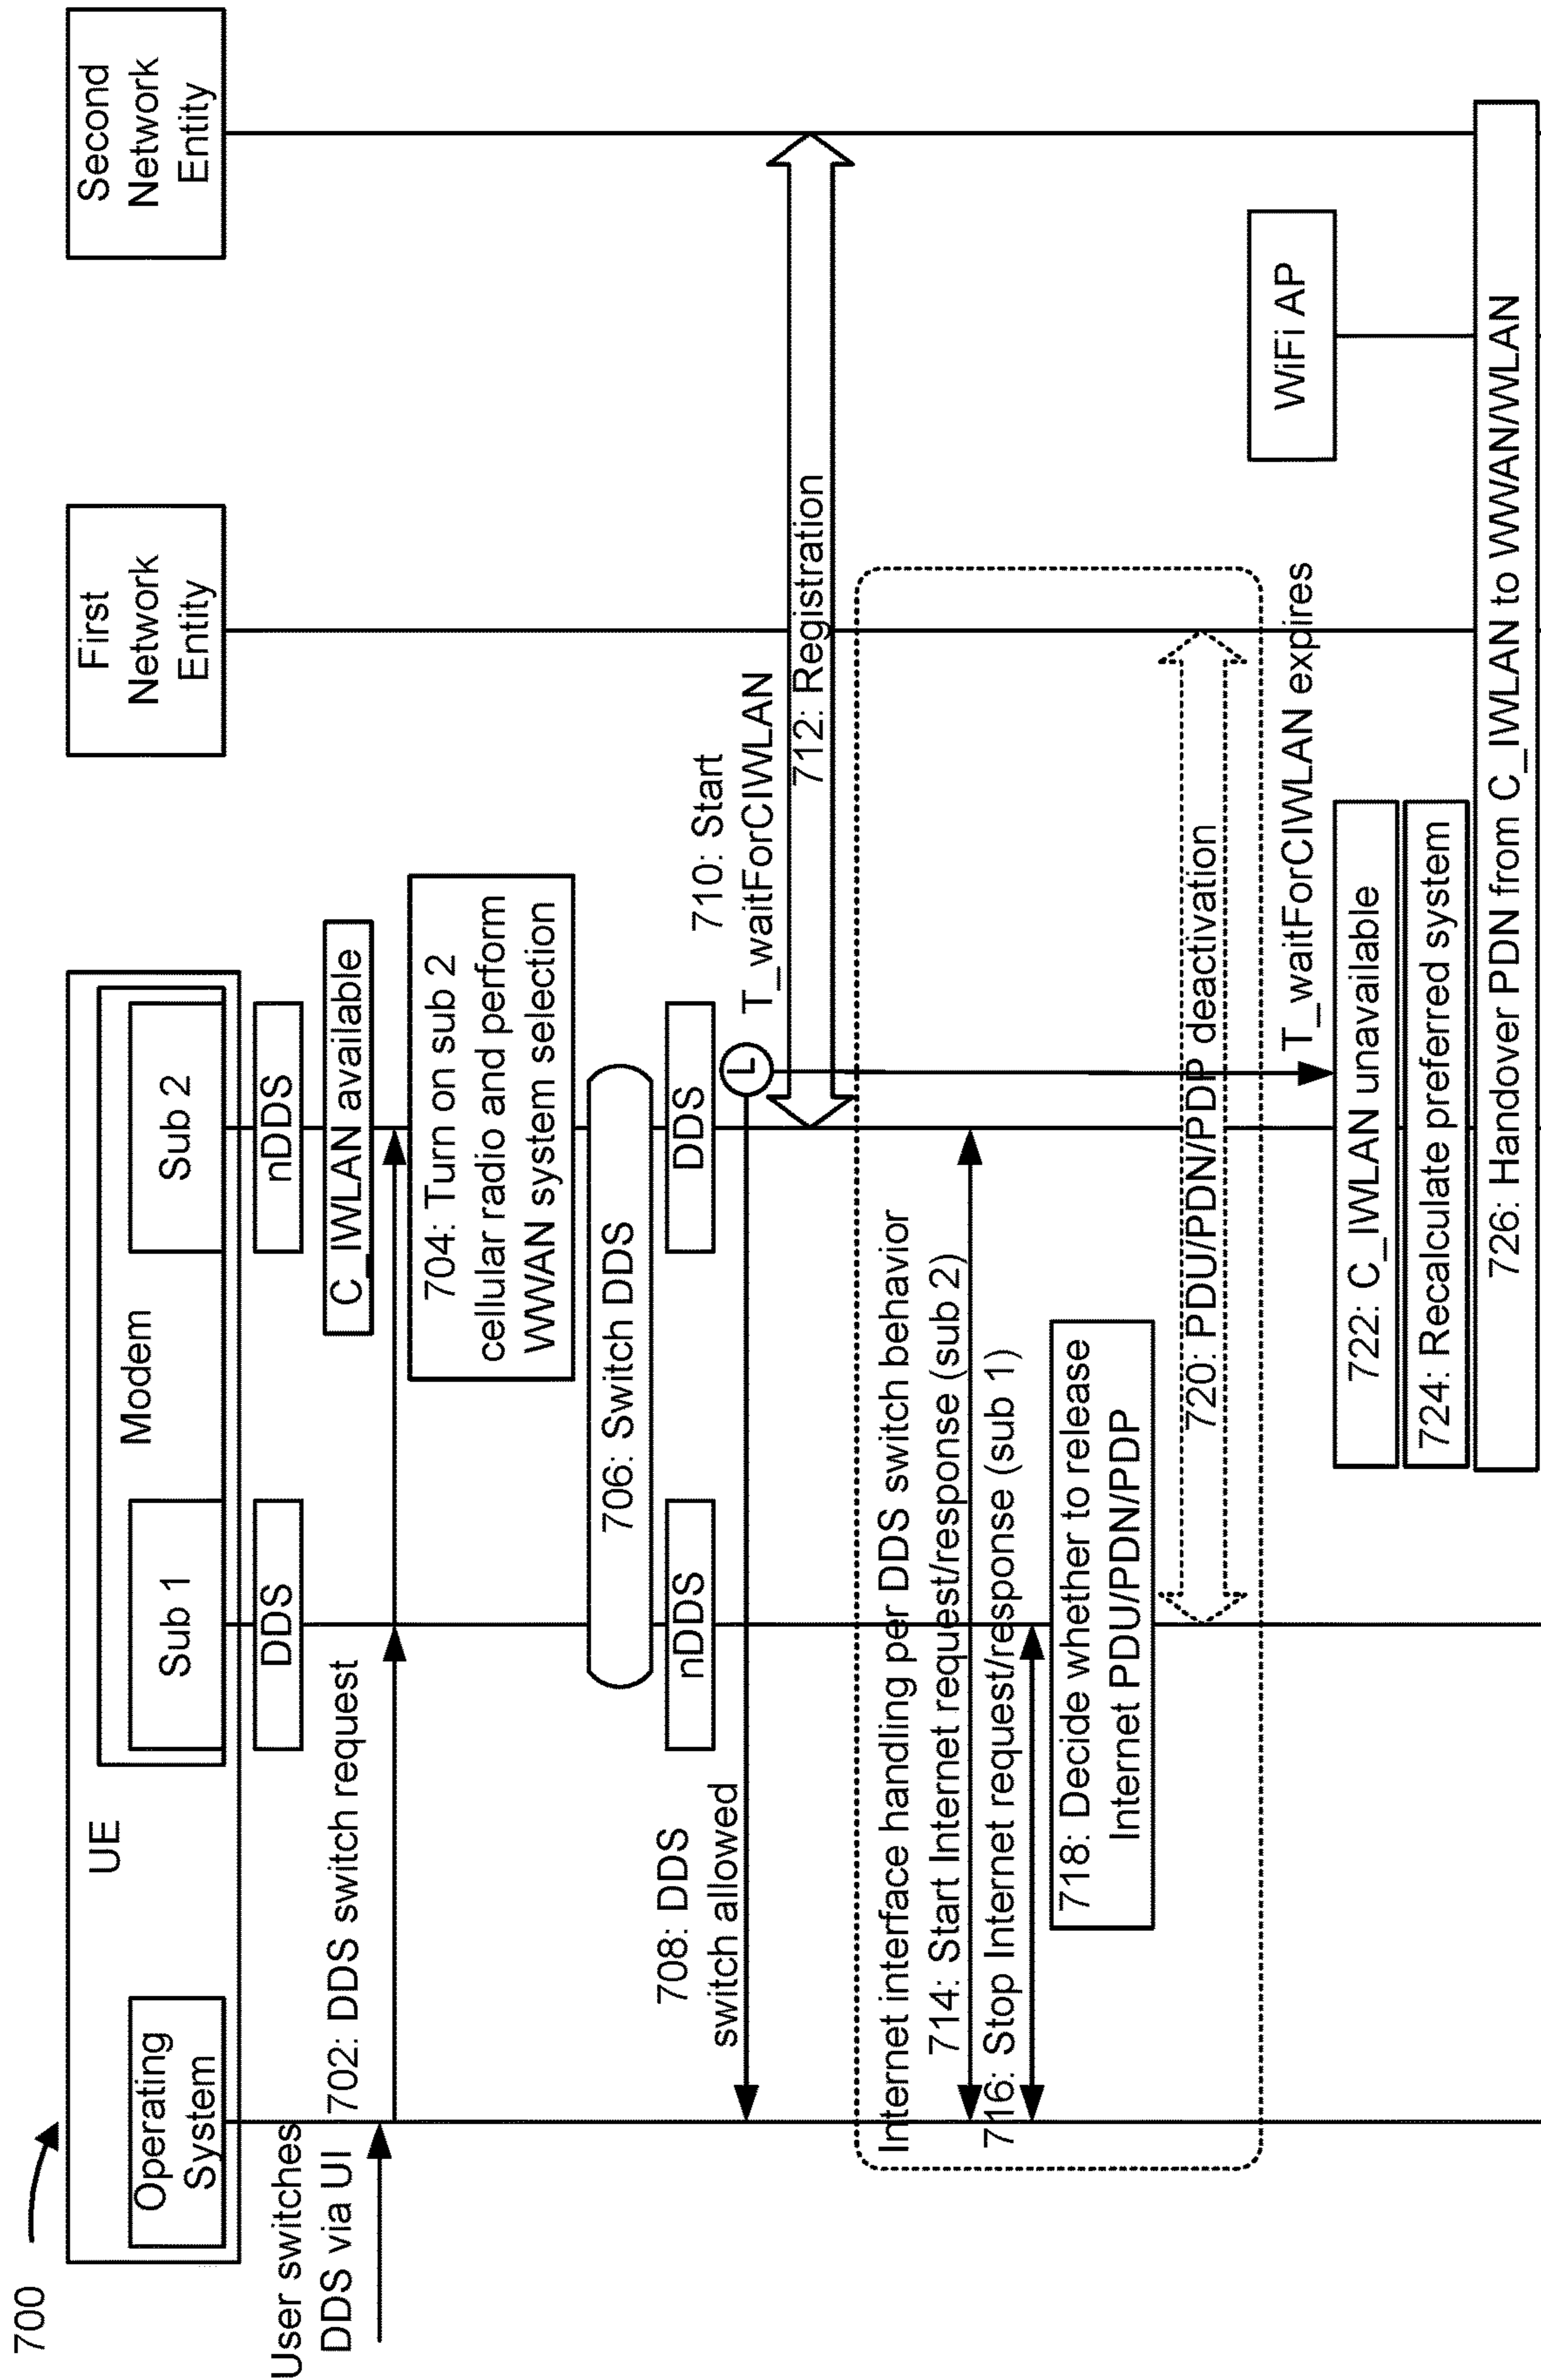 700
UE
Modem
Operating
System
Sub 1
Sub 2
First
Network
Entity
Second
Network
Entity
DDS
nDDS
User switches
DDS via UI
C_IWLAN available
702: DDS switch request
704: Turn on sub 2
cellular radio and perform
WWAN system selection
706: Switch DDS
nDDS
DDS
708: DDS
switch allowed
710: Start
T_waitForCIWLAN
712: Registration
Internet interface handling per DDS switch behavior
714: Start Internet request/response (sub 2)
716: Stop Internet request/response (sub 1)
718: Decide whether to release
Internet PDU/PDN/PDP
720: PDU/PDN/PDP deactivation
T_waitForCIWLAN expires
WiFi AP
722: C_IWLAN unavailable
724: Recalculate preferred system
726: Handover PDN from C_IWLAN to WWAN/WLAN